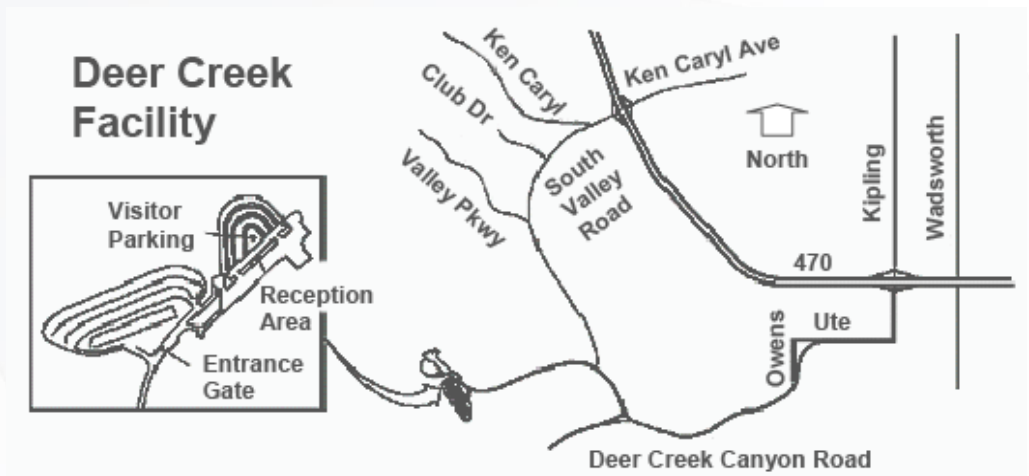 Deer Creek
Facility
Visitor
Parking
Reception
Area
Entrance
Gate
Ken Caryl
Club Dr
Valley Pkwy
South
Valley
Road
Ken Caryl Ave
North
Kipling
Wadsworth
470
Owens
Ute
Deer Creek Canyon Road